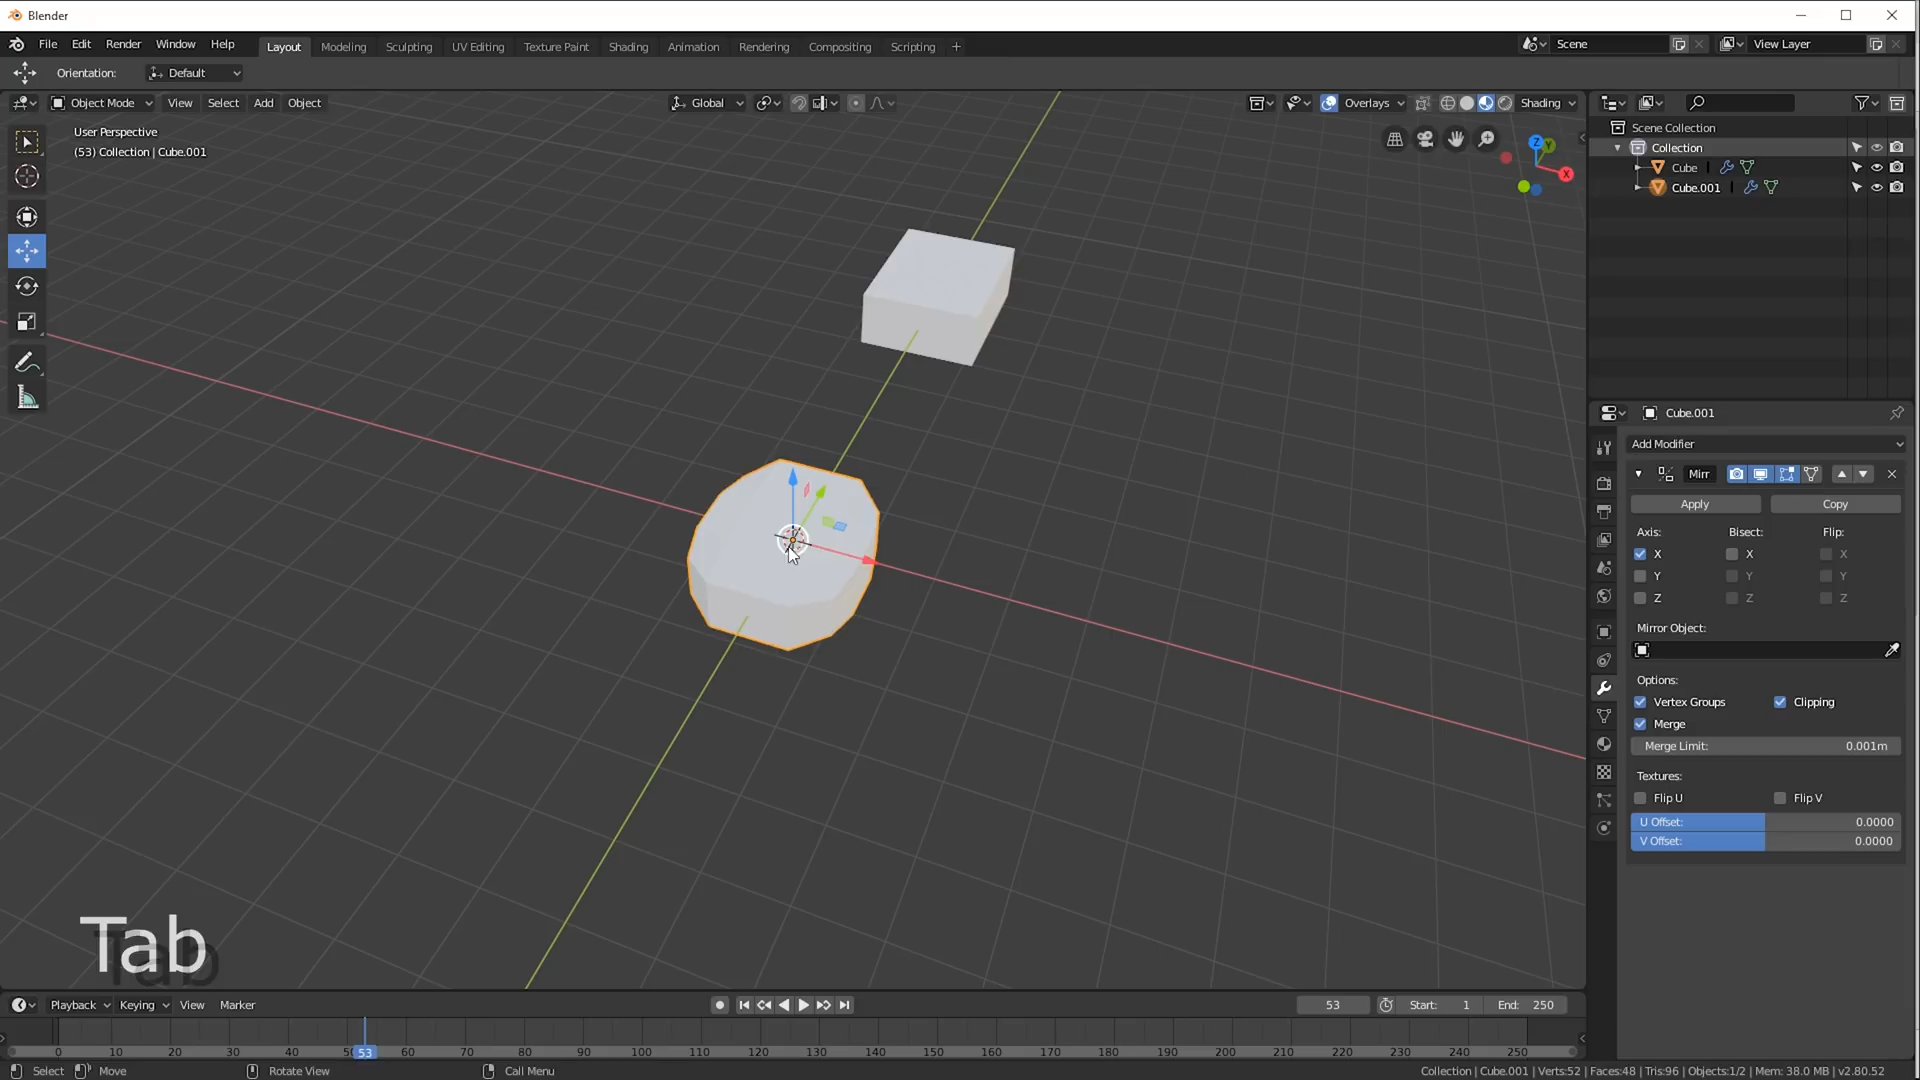 Blender
File Edit Render Window Help Layout Modeling Sculpting UV Editing Texture Paint Shading Animation Rendering Compositing Scripting + Scene View Layer
Orientation: Default
Object Mode View Select Add Object Global Overlays Shading
User Perspective
(53) Collection | Cube.001
Z
Y
X
Scene Collection
Collection
Cube
Cube.001
Cube.001
Add Modifier
Mirr
Apply Copy
Axis: Bisect: Flip:
X X X
Y Y Y
Z Z Z
Mirror Object:
Options:
Vertex Groups Clipping
Merge
Merge Limit: 0.001m
Textures:
Flip U Flip V
U Offset: 0.0000
V Offset: 0.0000
Tab
Playback Keying View Marker 53 Start: 1 End: 250
0 10 20 30 40 50 53 60 70 80 90 100 110 120 130 140 150 160 170 180 190 200 210 220 230 240 250
Select Move Rotate View Call Menu Collection | Cube.001 | Verts:52 | Faces:48 | Tris:96 | Objects:1/2 | Mem: 38.0 MB | v2.80.52